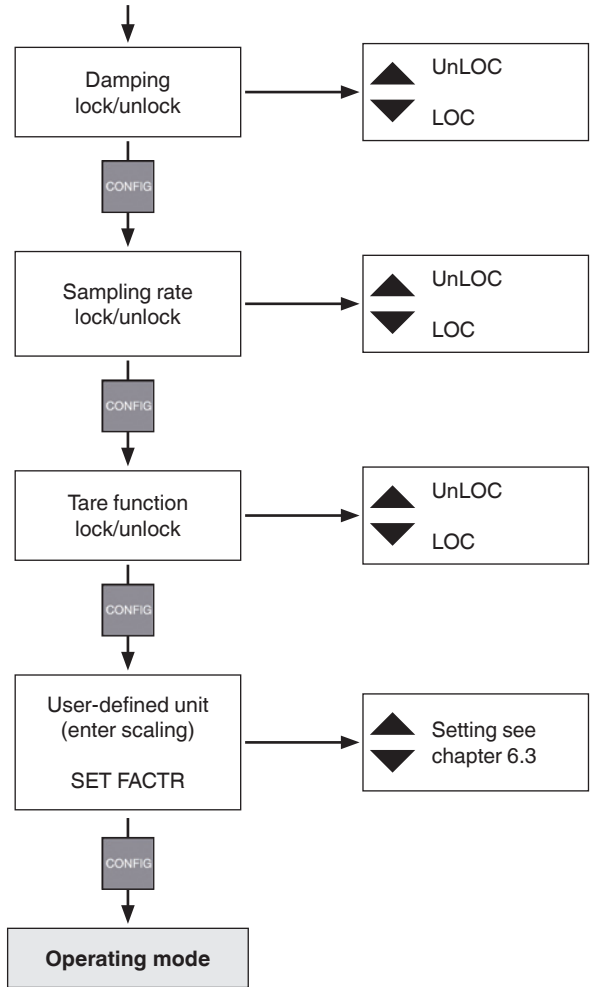 Damping
lock/unlock
UnLOC
LOC
CONFIG
Sampling rate
lock/unlock
UnLOC
LOC
CONFIG
Tare function
lock/unlock
UnLOC
LOC
CONFIG
User-defined unit
(enter scaling)
SET FACTR
Setting see
chapter 6.3
CONFIG
Operating mode